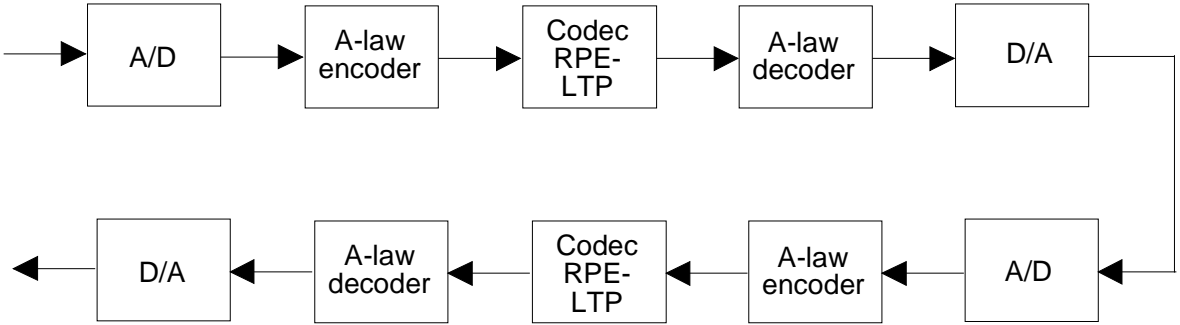 A/D
A-law
encoder
Codec
RPE-
LTP
A-law
decoder
D/A
D/A
A-law
decoder
Codec
RPE-
LTP
A-law
encoder
A/D